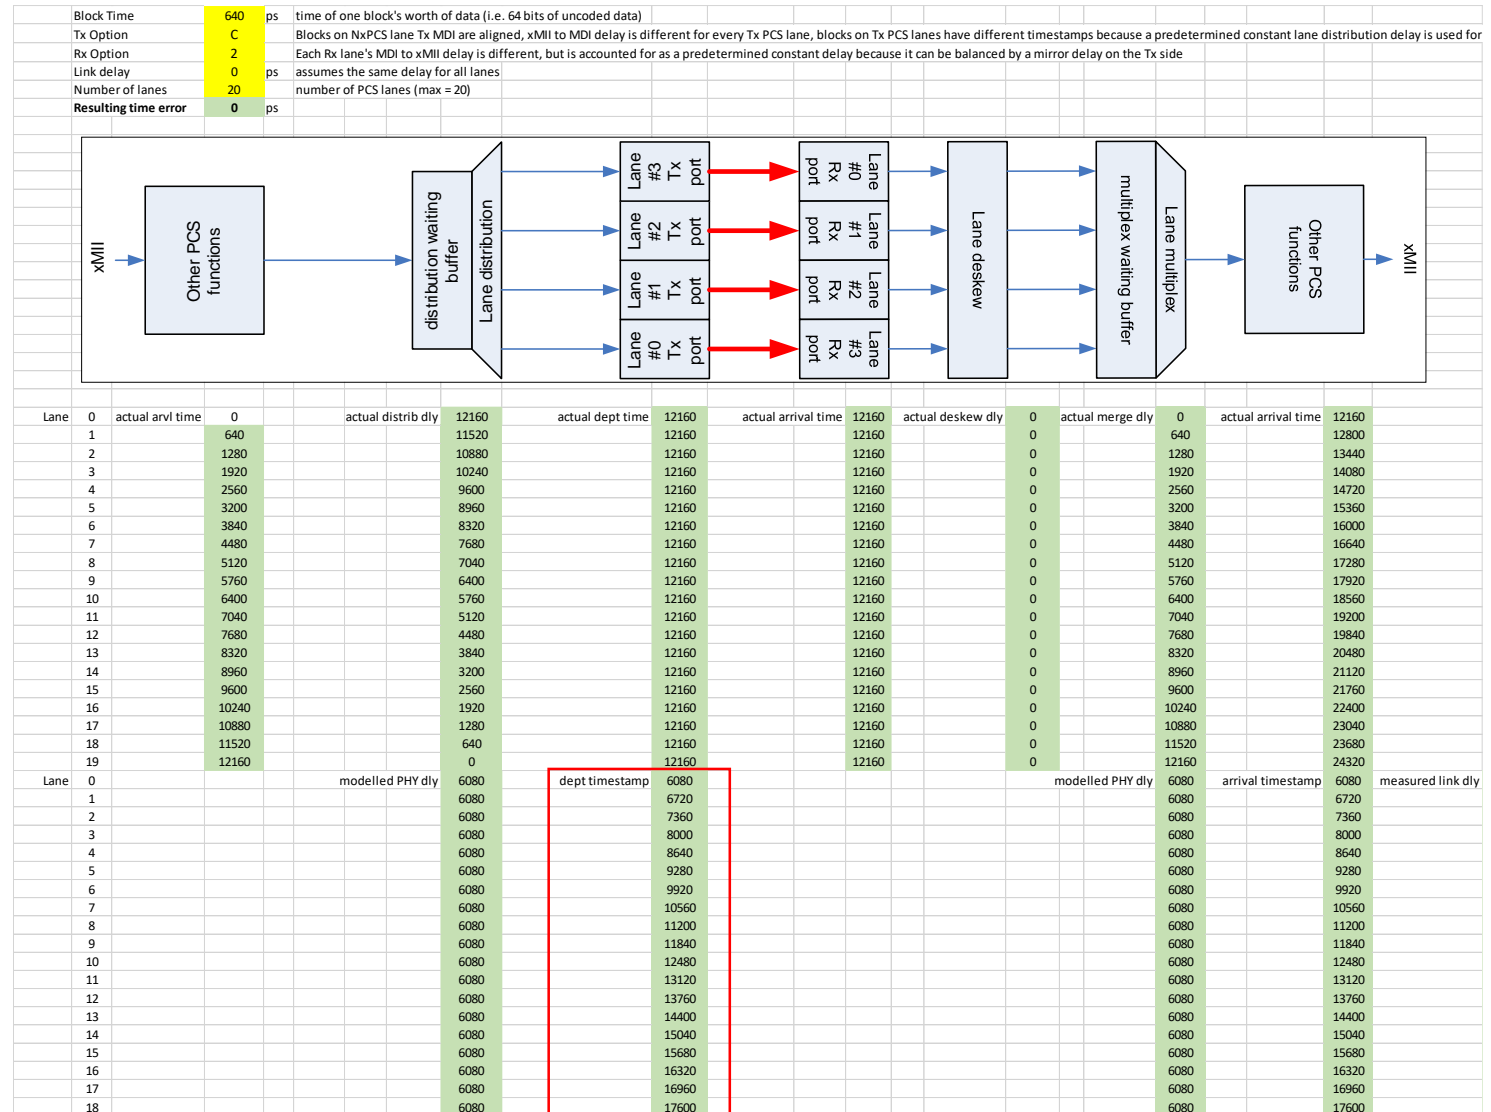 Block Time 640 ps time of one block's worth of data (i.e. 64 bits of uncoded data)
Tx Option C Blocks on NxPCS lane Tx MDI are aligned, xMII to MDI delay is different for every Tx PCS lane, blocks on Tx PCS lanes have different timestamps because a predetermined constant lane distribution delay is used for
Rx Option 2 Each Rx lane's MDI to xMII delay is different, but is accounted for as a predetermined constant delay because it can be balanced by a mirror delay on the Tx side
Link delay 0 ps assumes the same delay for all lanes
Number of lanes 20 number of PCS lanes (max = 20)
Resulting time error 0 ps
xMII
Other PCS functions
distribution waiting buffer
Lane distribution
Lane #3 Tx port
Lane #2 Tx port
Lane #1 Tx port
Lane #0 Tx port
Lane #0 Rx port
Lane #1 Rx port
Lane #2 Rx port
Lane #3 Rx port
Lane deskew
multiplex waiting buffer
Lane multiplex
Other PCS functions
xMII
Lane 0 actual arvl time 0 actual distrib dly 12160 actual dept time 12160 actual arrival time 12160 actual deskew dly 0 actual merge dly 0 actual arrival time 12160
1 640 11520 12160 12160 0 640 12800
2 1280 10880 12160 12160 0 1280 13440
3 1920 10240 12160 12160 0 1920 14080
4 2560 9600 12160 12160 0 2560 14720
5 3200 8960 12160 12160 0 3200 15360
6 3840 8320 12160 12160 0 3840 16000
7 4480 7680 12160 12160 0 4480 16640
8 5120 7040 12160 12160 0 5120 17280
9 5760 6400 12160 12160 0 5760 17920
10 6400 5760 12160 12160 0 6400 18560
11 7040 5120 12160 12160 0 7040 19200
12 7680 4480 12160 12160 0 7680 19840
13 8320 3840 12160 12160 0 8320 20480
14 8960 3200 12160 12160 0 8960 21120
15 9600 2560 12160 12160 0 9600 21760
16 10240 1920 12160 12160 0 10240 22400
17 10880 1280 12160 12160 0 10880 23040
18 11520 640 12160 12160 0 11520 23680
19 12160 0 12160 12160 0 12160 24320
Lane 0 modelled PHY dly 6080 dept timestamp 6080 modelled PHY dly 6080 arrival timestamp 6080 measured link dly
1 6080 6720 6080 6720
2 6080 7360 6080 7360
3 6080 8000 6080 8000
4 6080 8640 6080 8640
5 6080 9280 6080 9280
6 6080 9920 6080 9920
7 6080 10560 6080 10560
8 6080 11200 6080 11200
9 6080 11840 6080 11840
10 6080 12480 6080 12480
11 6080 13120 6080 13120
12 6080 13760 6080 13760
13 6080 14400 6080 14400
14 6080 15040 6080 15040
15 6080 15680 6080 15680
16 6080 16320 6080 16320
17 6080 16960 6080 16960
18 6080 17600 6080 17600